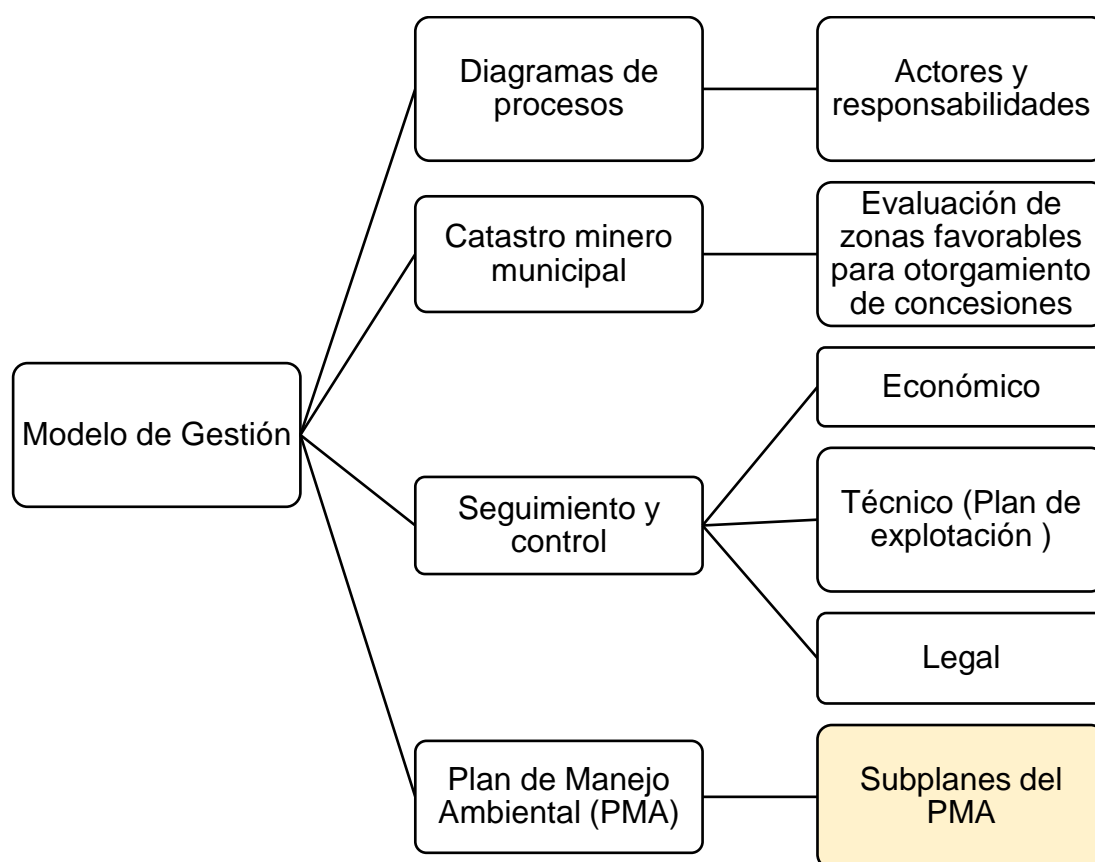 Modelo de Gestión
Diagramas de
procesos
Actores y
responsabilidades
Catastro minero
municipal
Evaluación de
zonas favorables
para otorgamiento
de concesiones
Seguimiento y
control
Económico
Técnico (Plan de
explotación )
Legal
Plan de Manejo
Ambiental (PMA)
Subplanes del
PMA